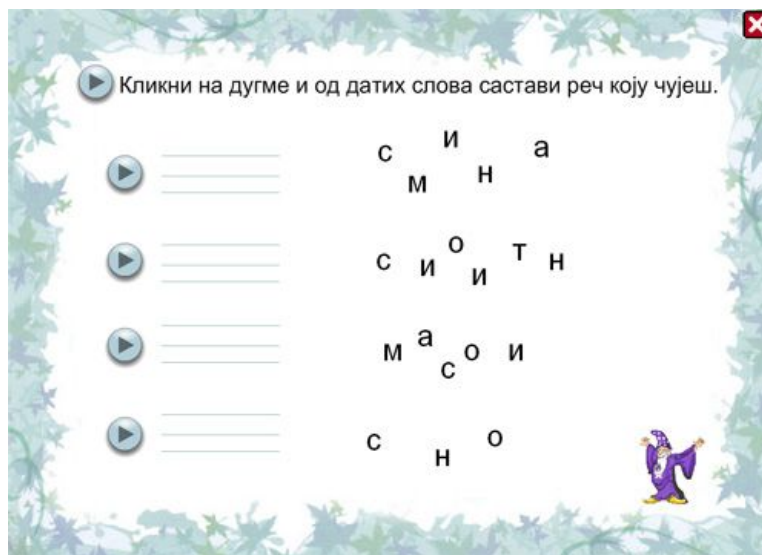 Кликни на дугме и од датих слова састави реч коју чујеш.
с м и н а
с и о и т н
м а с о и
с н о